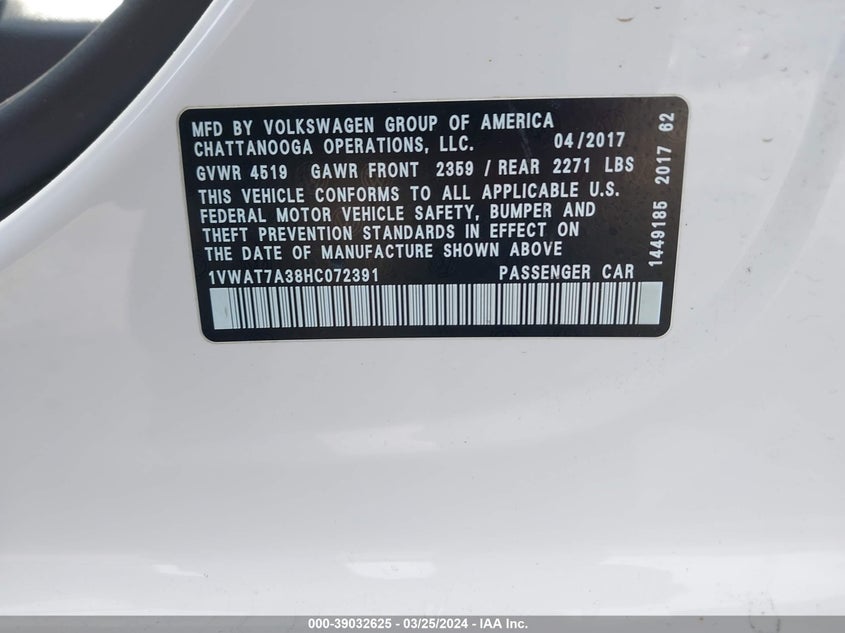 MFD BY VOLKSWAGEN GROUP OF AMERICA
CHATTANOOGA OPERATIONS, LLC. 04/2017
GVWR 4519 GAWR FRONT 2359 / REAR 2271 LBS
THIS VEHICLE CONFORMS TO ALL APPLICABLE U.S.
FEDERAL MOTOR VEHICLE SAFETY, BUMPER AND
THEFT PREVENTION STANDARDS IN EFFECT ON
THE DATE OF MANUFACTURE SHOWN ABOVE
1VWAT7A38HC072391 PASSENGER CAR
1449185 2017 62
000-39032625 / 03/25/2024 - IAA Inc.